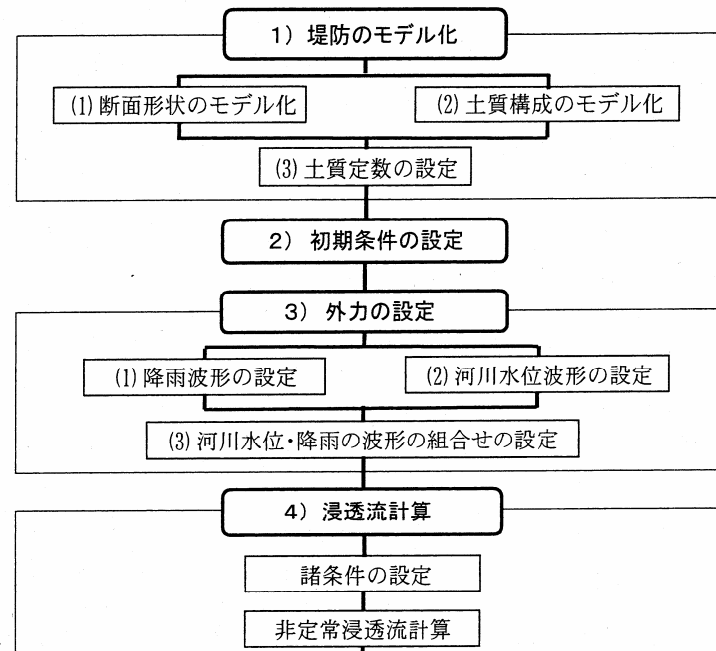 1）堤防のモデル化
(1) 断面形状のモデル化
(2) 土質構成のモデル化
(3) 土質定数の設定
2） 初期条件の設定
3） 外力の設定
(1) 降雨波形の設定
(2) 河川水位波形の設定
(3) 河川水位・降雨の波形の組合せの設定
4）浸透流計算
諸条件の設定
非定常浸透流計算